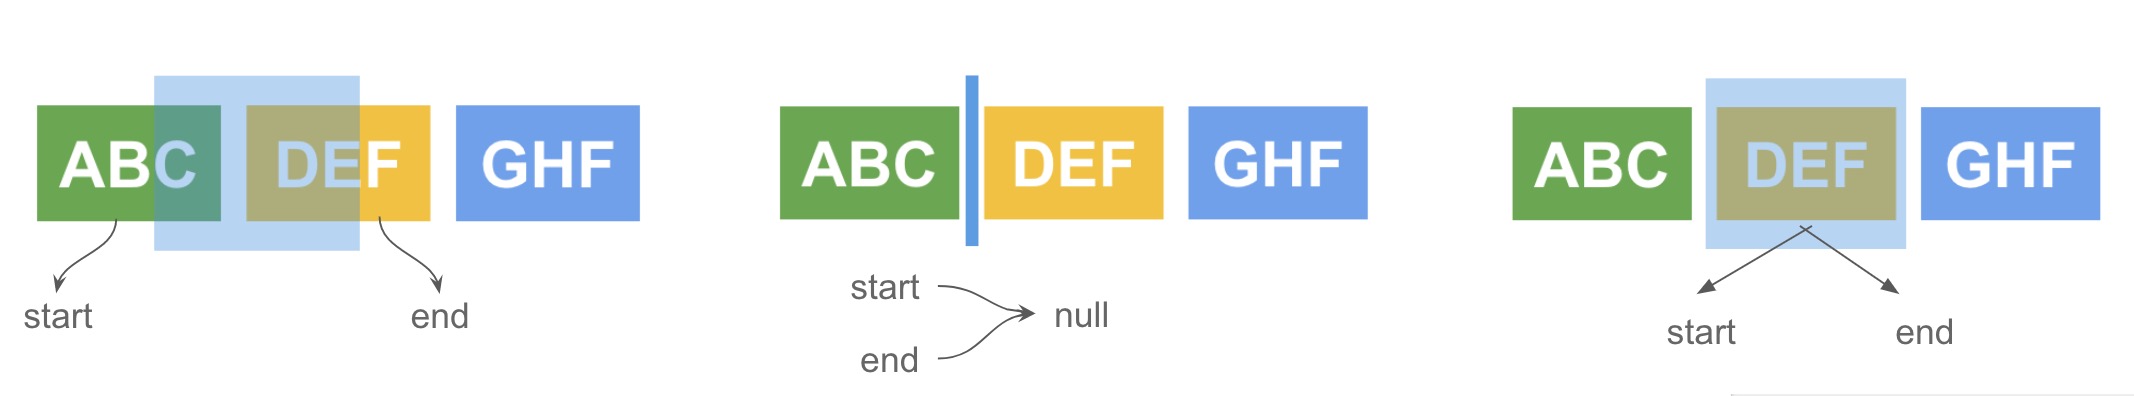 ABC DEF GHF
start end
ABC DEF GHF
start
null
end
ABC DEF GHF
start end